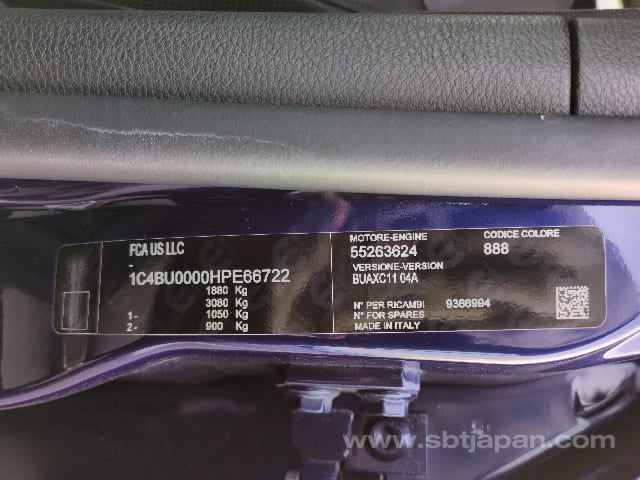 FCA US LLC
-
1C4BU0000HPE66722
1880 Kg
3080 Kg
1- 1050 Kg
2- 900 Kg
MOTORE-ENGINE CODICE COLORE
55263624 888
VERSIONE-VERSION
BUAXC11 04A
N° PER RICAMBI 9366994
N° FOR SPARES
MADE IN ITALY
www.sbtjapan.com